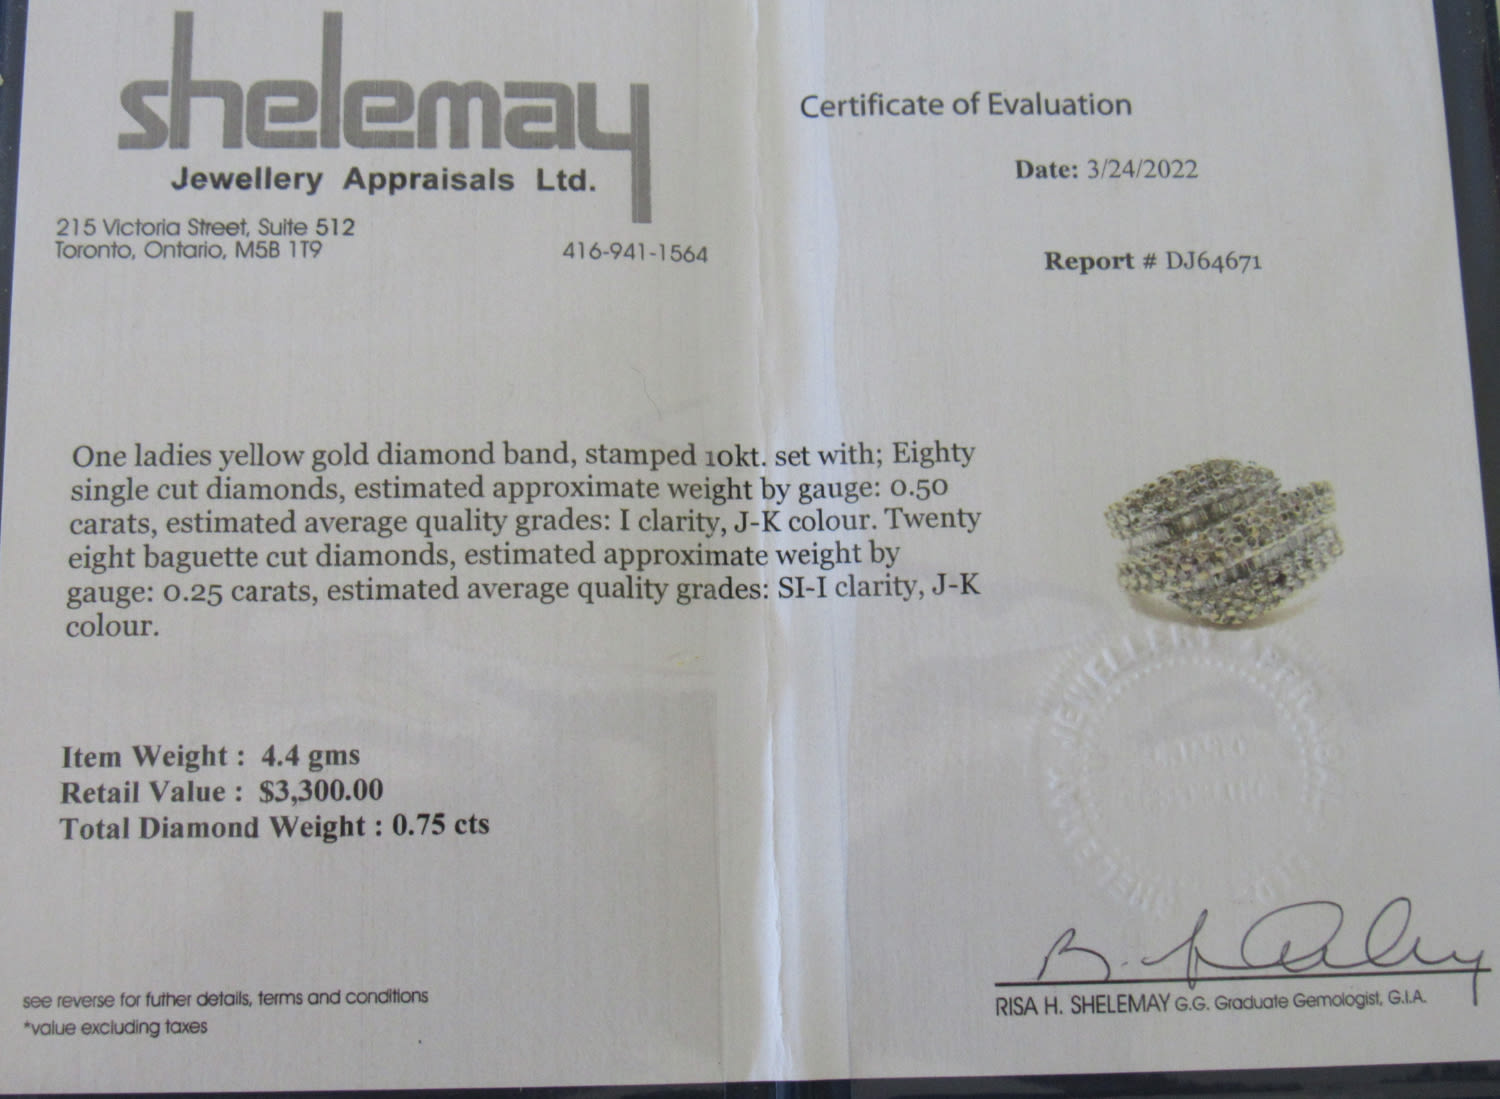 shelemay
Jewellery Appraisals Ltd.
215 Victoria Street, Suite 512
Toronto, Ontario, M5B 1T9
416-941-1564
Certificate of Evaluation
Date: 3/24/2022
Report # DJ64671
One ladies yellow gold diamond band, stamped 10kt. set with; Eighty
single cut diamonds, estimated approximate weight by gauge: 0.50
carats, estimated average quality grades: I clarity, J-K colour. Twenty
eight baguette cut diamonds, estimated approximate weight by
gauge: 0.25 carats, estimated average quality grades: SI-I clarity, J-K
colour.
Item Weight : 4.4 gms
Retail Value : $3,300.00
Total Diamond Weight : 0.75 cts
SHELEMAY JEWELLERY APPRAISAL LTD.
see reverse for futher details, terms and conditions
*value excluding taxes
RISA H. SHELEMAY G.G. Graduate Gemologist, G.I.A.